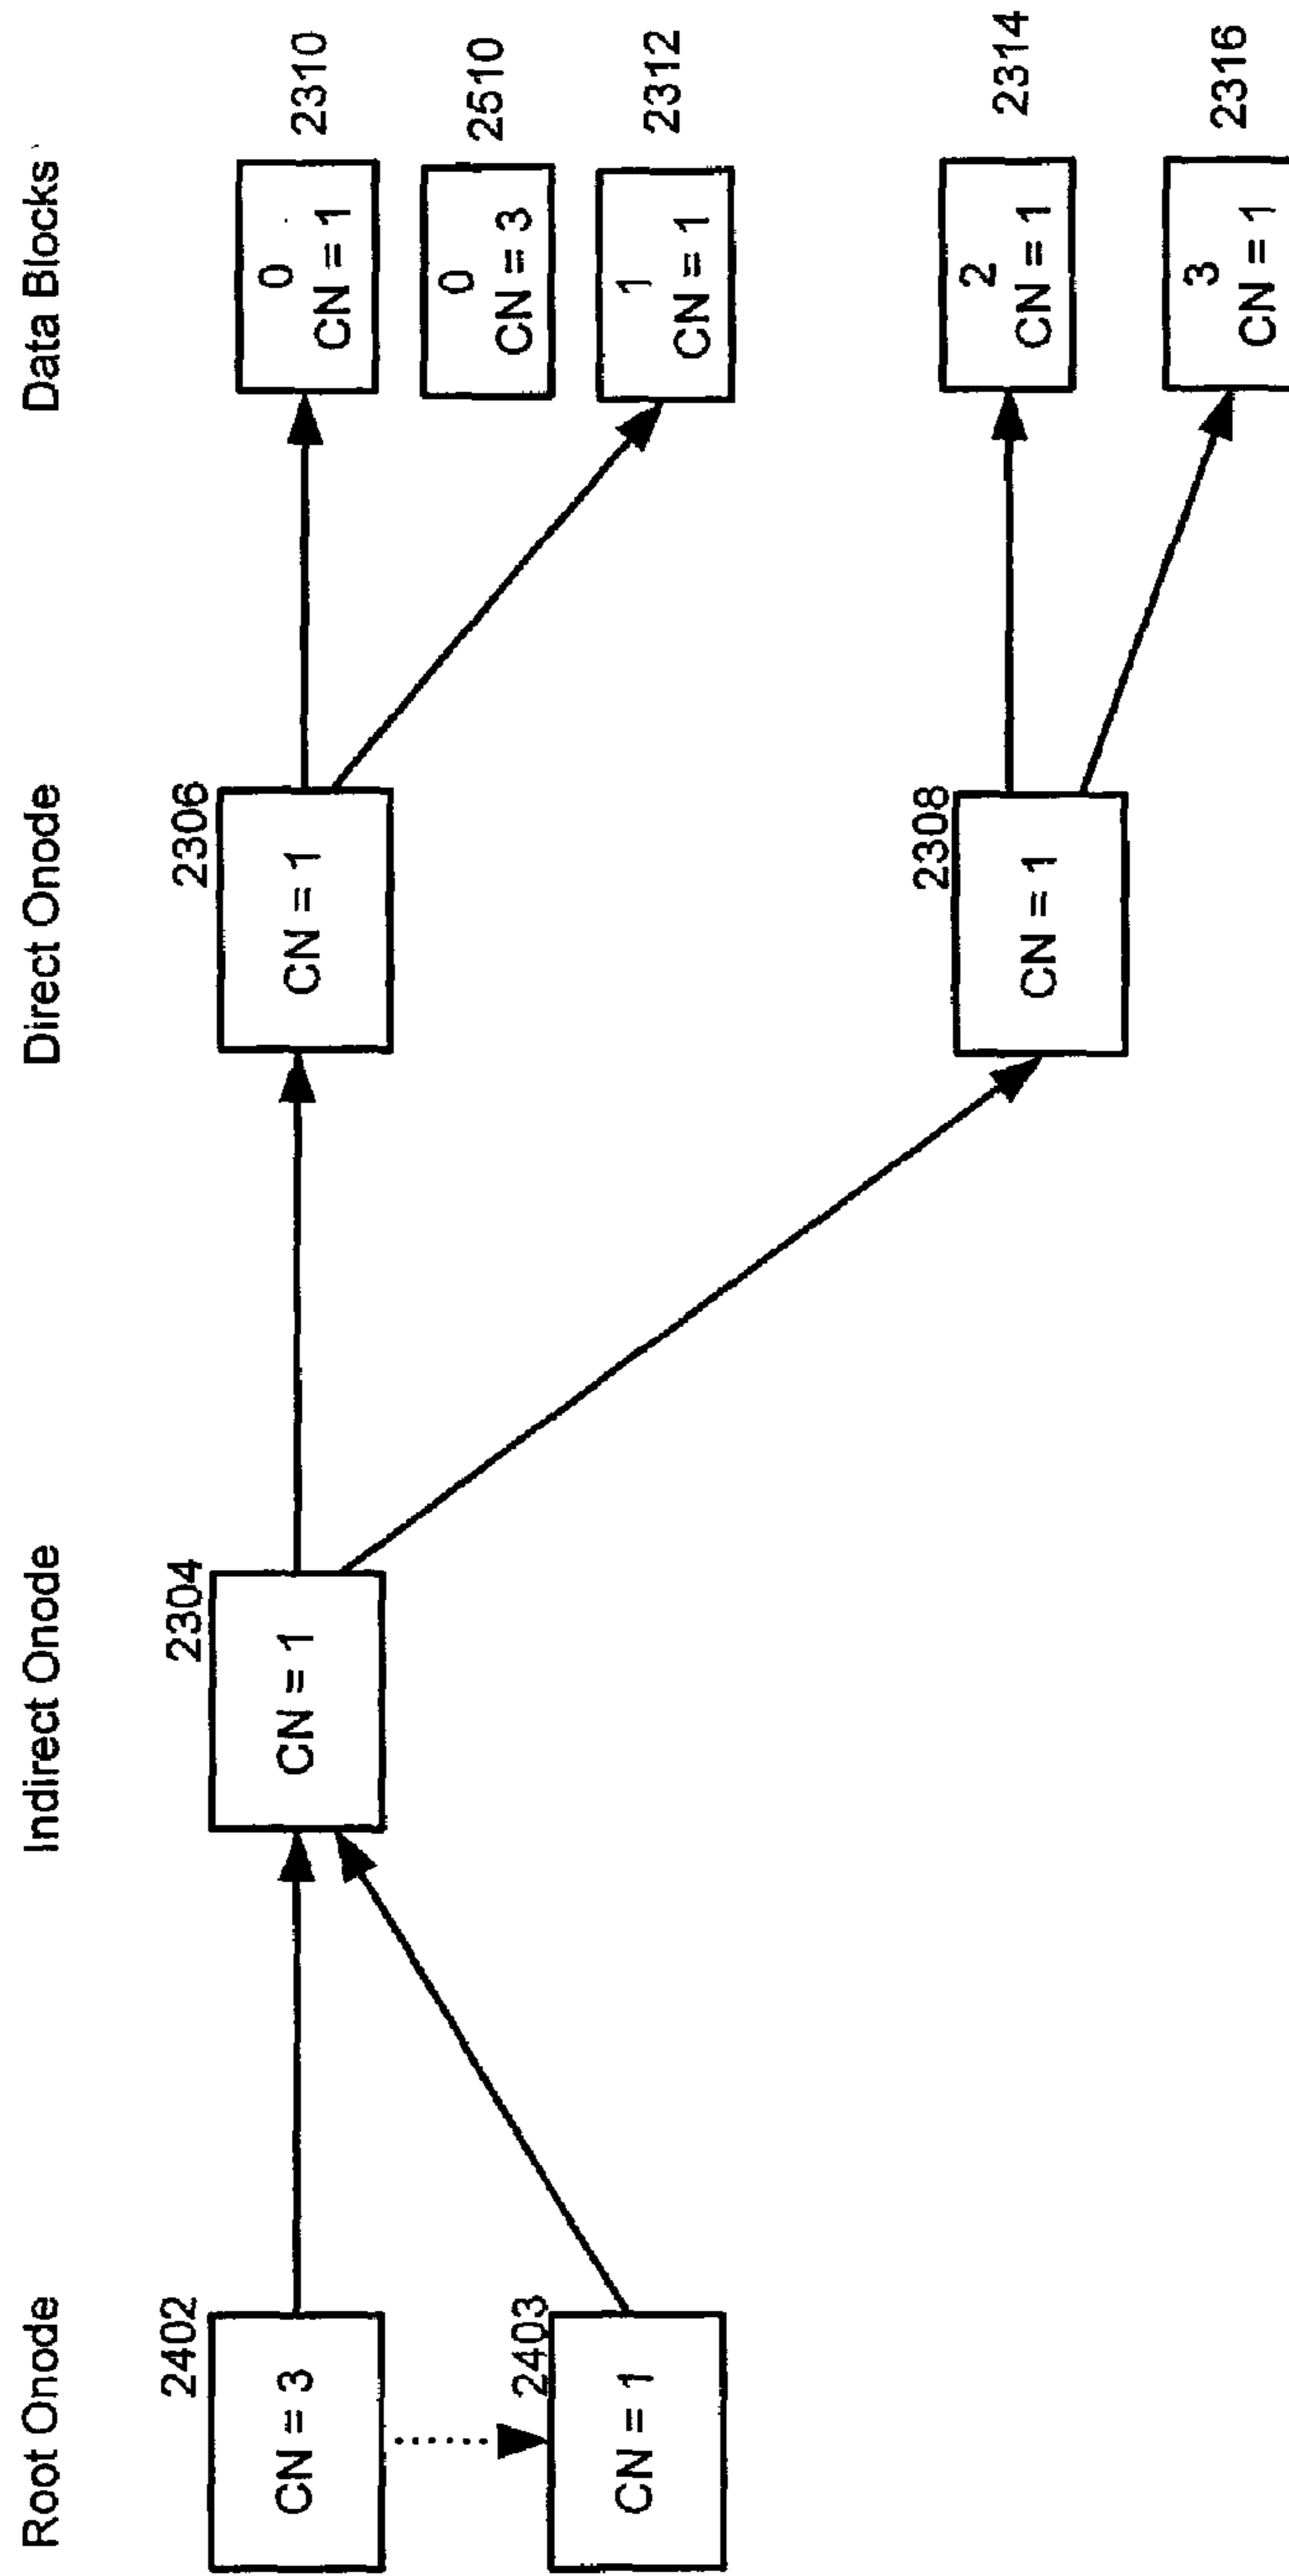 Root Onode
Indirect Onode
Direct Onode
Data Blocks
2402
CN = 3
2403
CN = 1
2304
CN = 1
2306
CN = 1
2308
CN = 1
0
CN = 1
2310
0
CN = 3
2510
1
CN = 1
2312
2
CN = 1
2314
3
CN = 1
2316